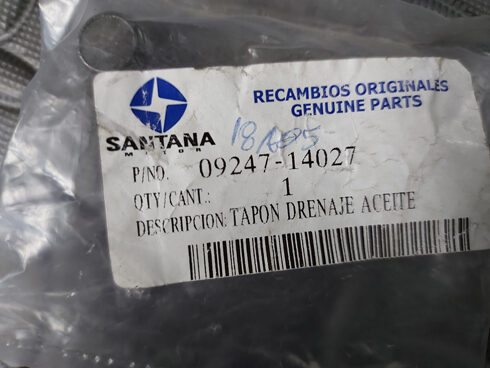 RECAMBIOS ORIGINALES
GENUINE PARTS
SANTANA
MOTOR
P/NO. 09247-14027
QTY/CANT.: 1
DESCRIPCION: TAPON DRENAJE ACEITE